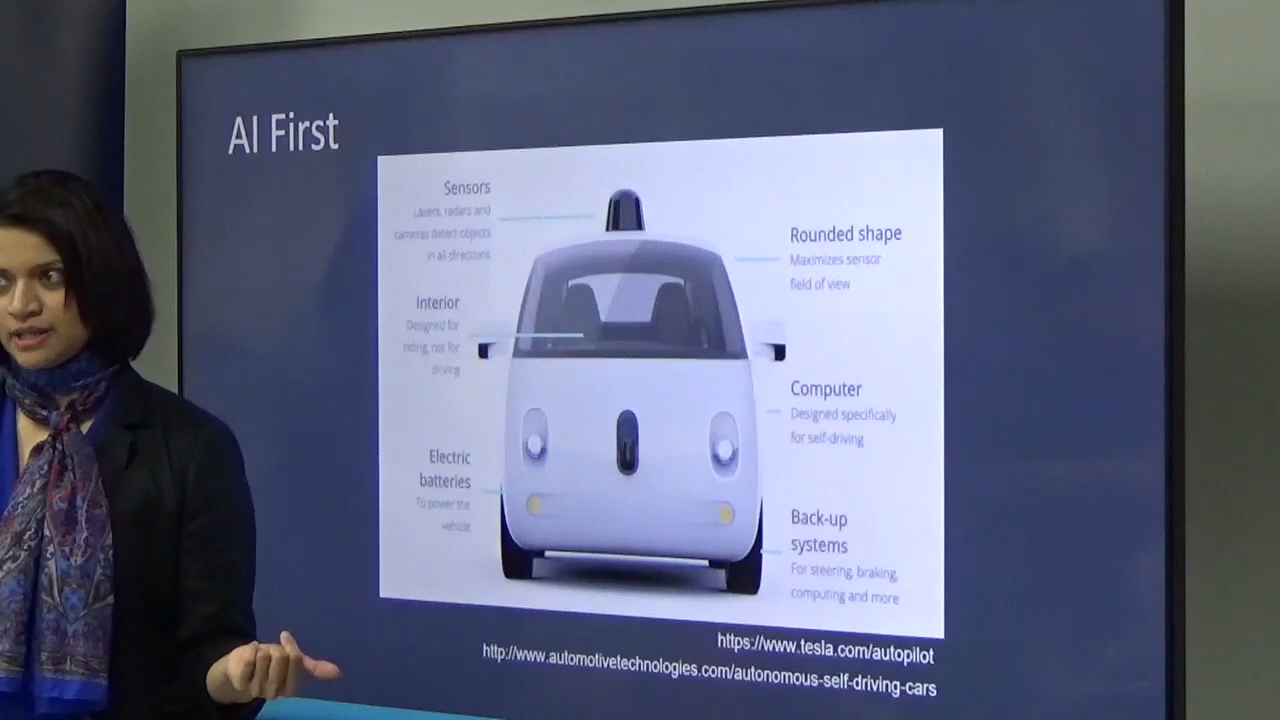 AI First
Sensors
Lasers, radars and
cameras detect objects
in all directions
Interior
Designed for
riding, not for
driving
Electric
batteries
To power the
vehicle
Rounded shape
Maximizes sensor
field of view
Computer
Designed specifically
for self-driving
Back-up
systems
For steering, braking,
computing and more
https://www.tesla.com/autopilot
http://www.automotivetechnologies.com/autonomous-self-driving-cars